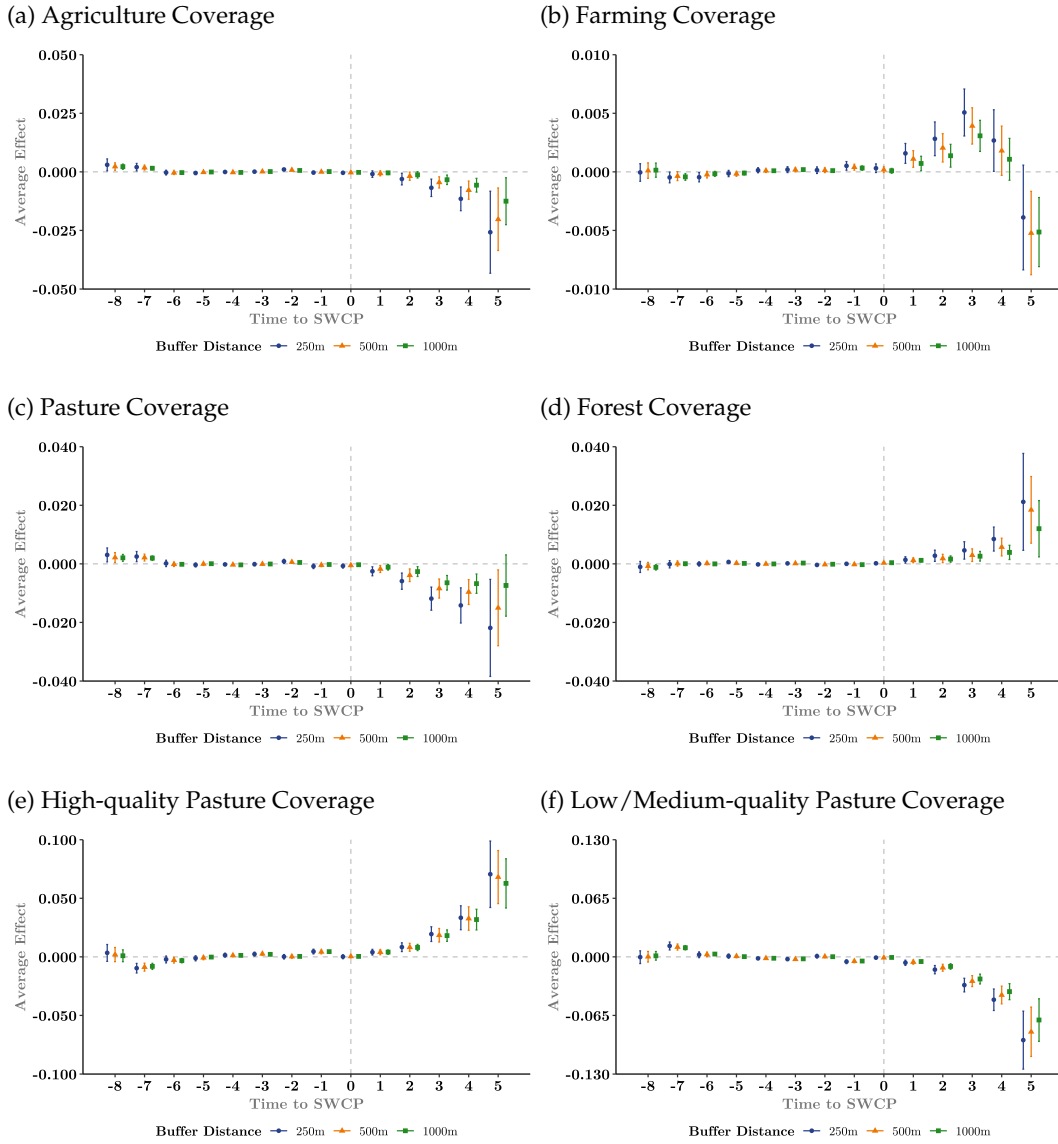 (a) Agriculture Coverage
0.050
0.025
0.000
-0.025
-0.050
Average Effect
-8 -7 -6 -5 -4 -3 -2 -1 0 1 2 3 4 5
Time to SWCP
Buffer Distance 250m 500m 1000m
(b) Farming Coverage
0.010
0.005
0.000
-0.005
-0.010
Average Effect
-8 -7 -6 -5 -4 -3 -2 -1 0 1 2 3 4 5
Time to SWCP
Buffer Distance 250m 500m 1000m
(c) Pasture Coverage
0.040
0.020
0.000
-0.020
-0.040
Average Effect
-8 -7 -6 -5 -4 -3 -2 -1 0 1 2 3 4 5
Time to SWCP
Buffer Distance 250m 500m 1000m
(d) Forest Coverage
0.040
0.020
0.000
-0.020
-0.040
Average Effect
-8 -7 -6 -5 -4 -3 -2 -1 0 1 2 3 4 5
Time to SWCP
Buffer Distance 250m 500m 1000m
(e) High-quality Pasture Coverage
0.100
0.050
0.000
-0.050
-0.100
Average Effect
-8 -7 -6 -5 -4 -3 -2 -1 0 1 2 3 4 5
Time to SWCP
Buffer Distance 250m 500m 1000m
(f) Low/Medium-quality Pasture Coverage
0.130
0.065
0.000
-0.065
-0.130
Average Effect
-8 -7 -6 -5 -4 -3 -2 -1 0 1 2 3 4 5
Time to SWCP
Buffer Distance 250m 500m 1000m